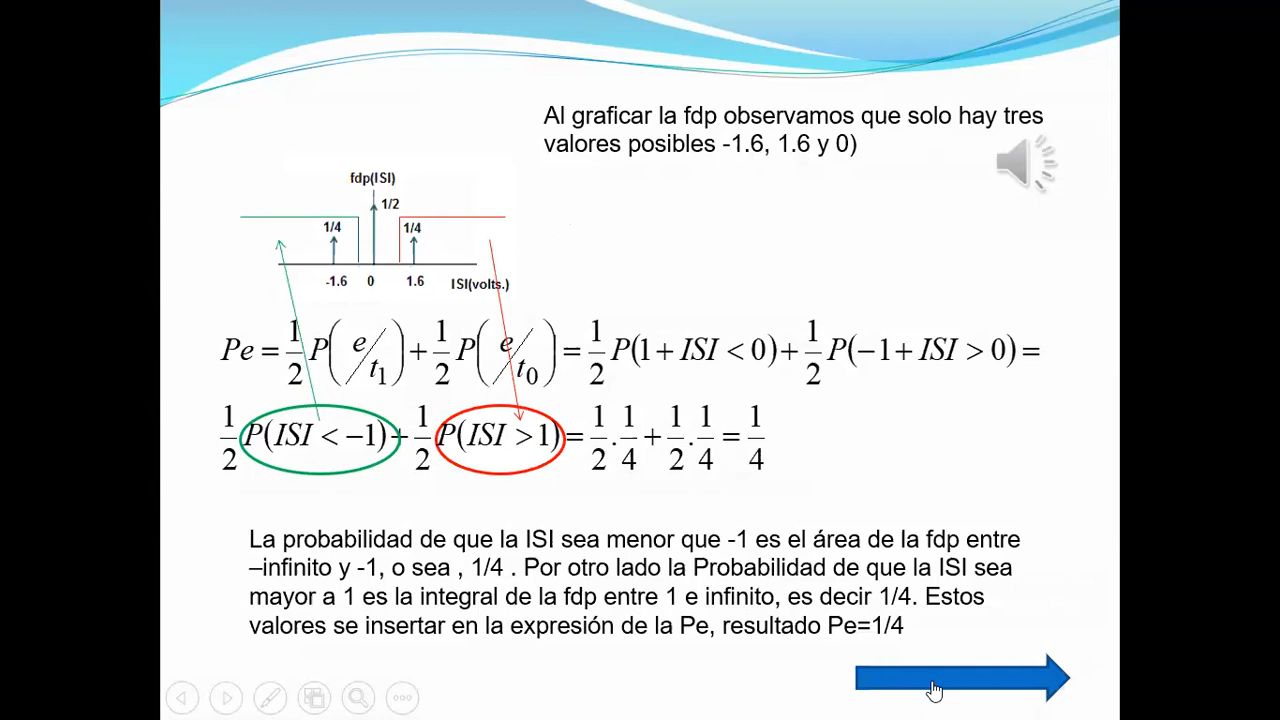 Al graficar la fdp observamos que solo hay tres
valores posibles -1.6, 1.6 y 0)
fdp(ISI)
1/2
1/4 1/4
-1.6 0 1.6 ISI(volts.)
Pe = 1/2 P(e/t₁) + 1/2 P(e/t₀) = 1/2 P(1 + ISI < 0) + 1/2 P(−1 + ISI > 0) =
1/2 P(ISI < −1) + 1/2 P(ISI > 1) = 1/2 . 1/4 + 1/2 . 1/4 = 1/4
La probabilidad de que la ISI sea menor que -1 es el área de la fdp entre
–infinito y -1, o sea , 1/4 . Por otro lado la Probabilidad de que la ISI sea
mayor a 1 es la integral de la fdp entre 1 e infinito, es decir 1/4. Estos
valores se insertar en la expresión de la Pe, resultado Pe=1/4